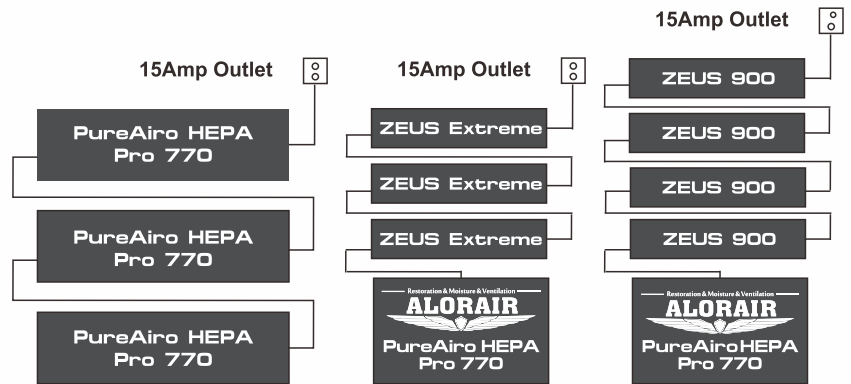 15Amp Outlet
PureAiro HEPA
Pro 770
PureAiro HEPA
Pro 770
PureAiro HEPA
Pro 770
15Amp Outlet
ZEUS Extreme
ZEUS Extreme
ZEUS Extreme
Restoration & Moisture & Ventilation
ALORAIR
PureAiro HEPA
Pro 770
15Amp Outlet
ZEUS 900
ZEUS 900
ZEUS 900
ZEUS 900
Restoration & Moisture & Ventilation
ALORAIR
PureAiroHEPA
Pro 770